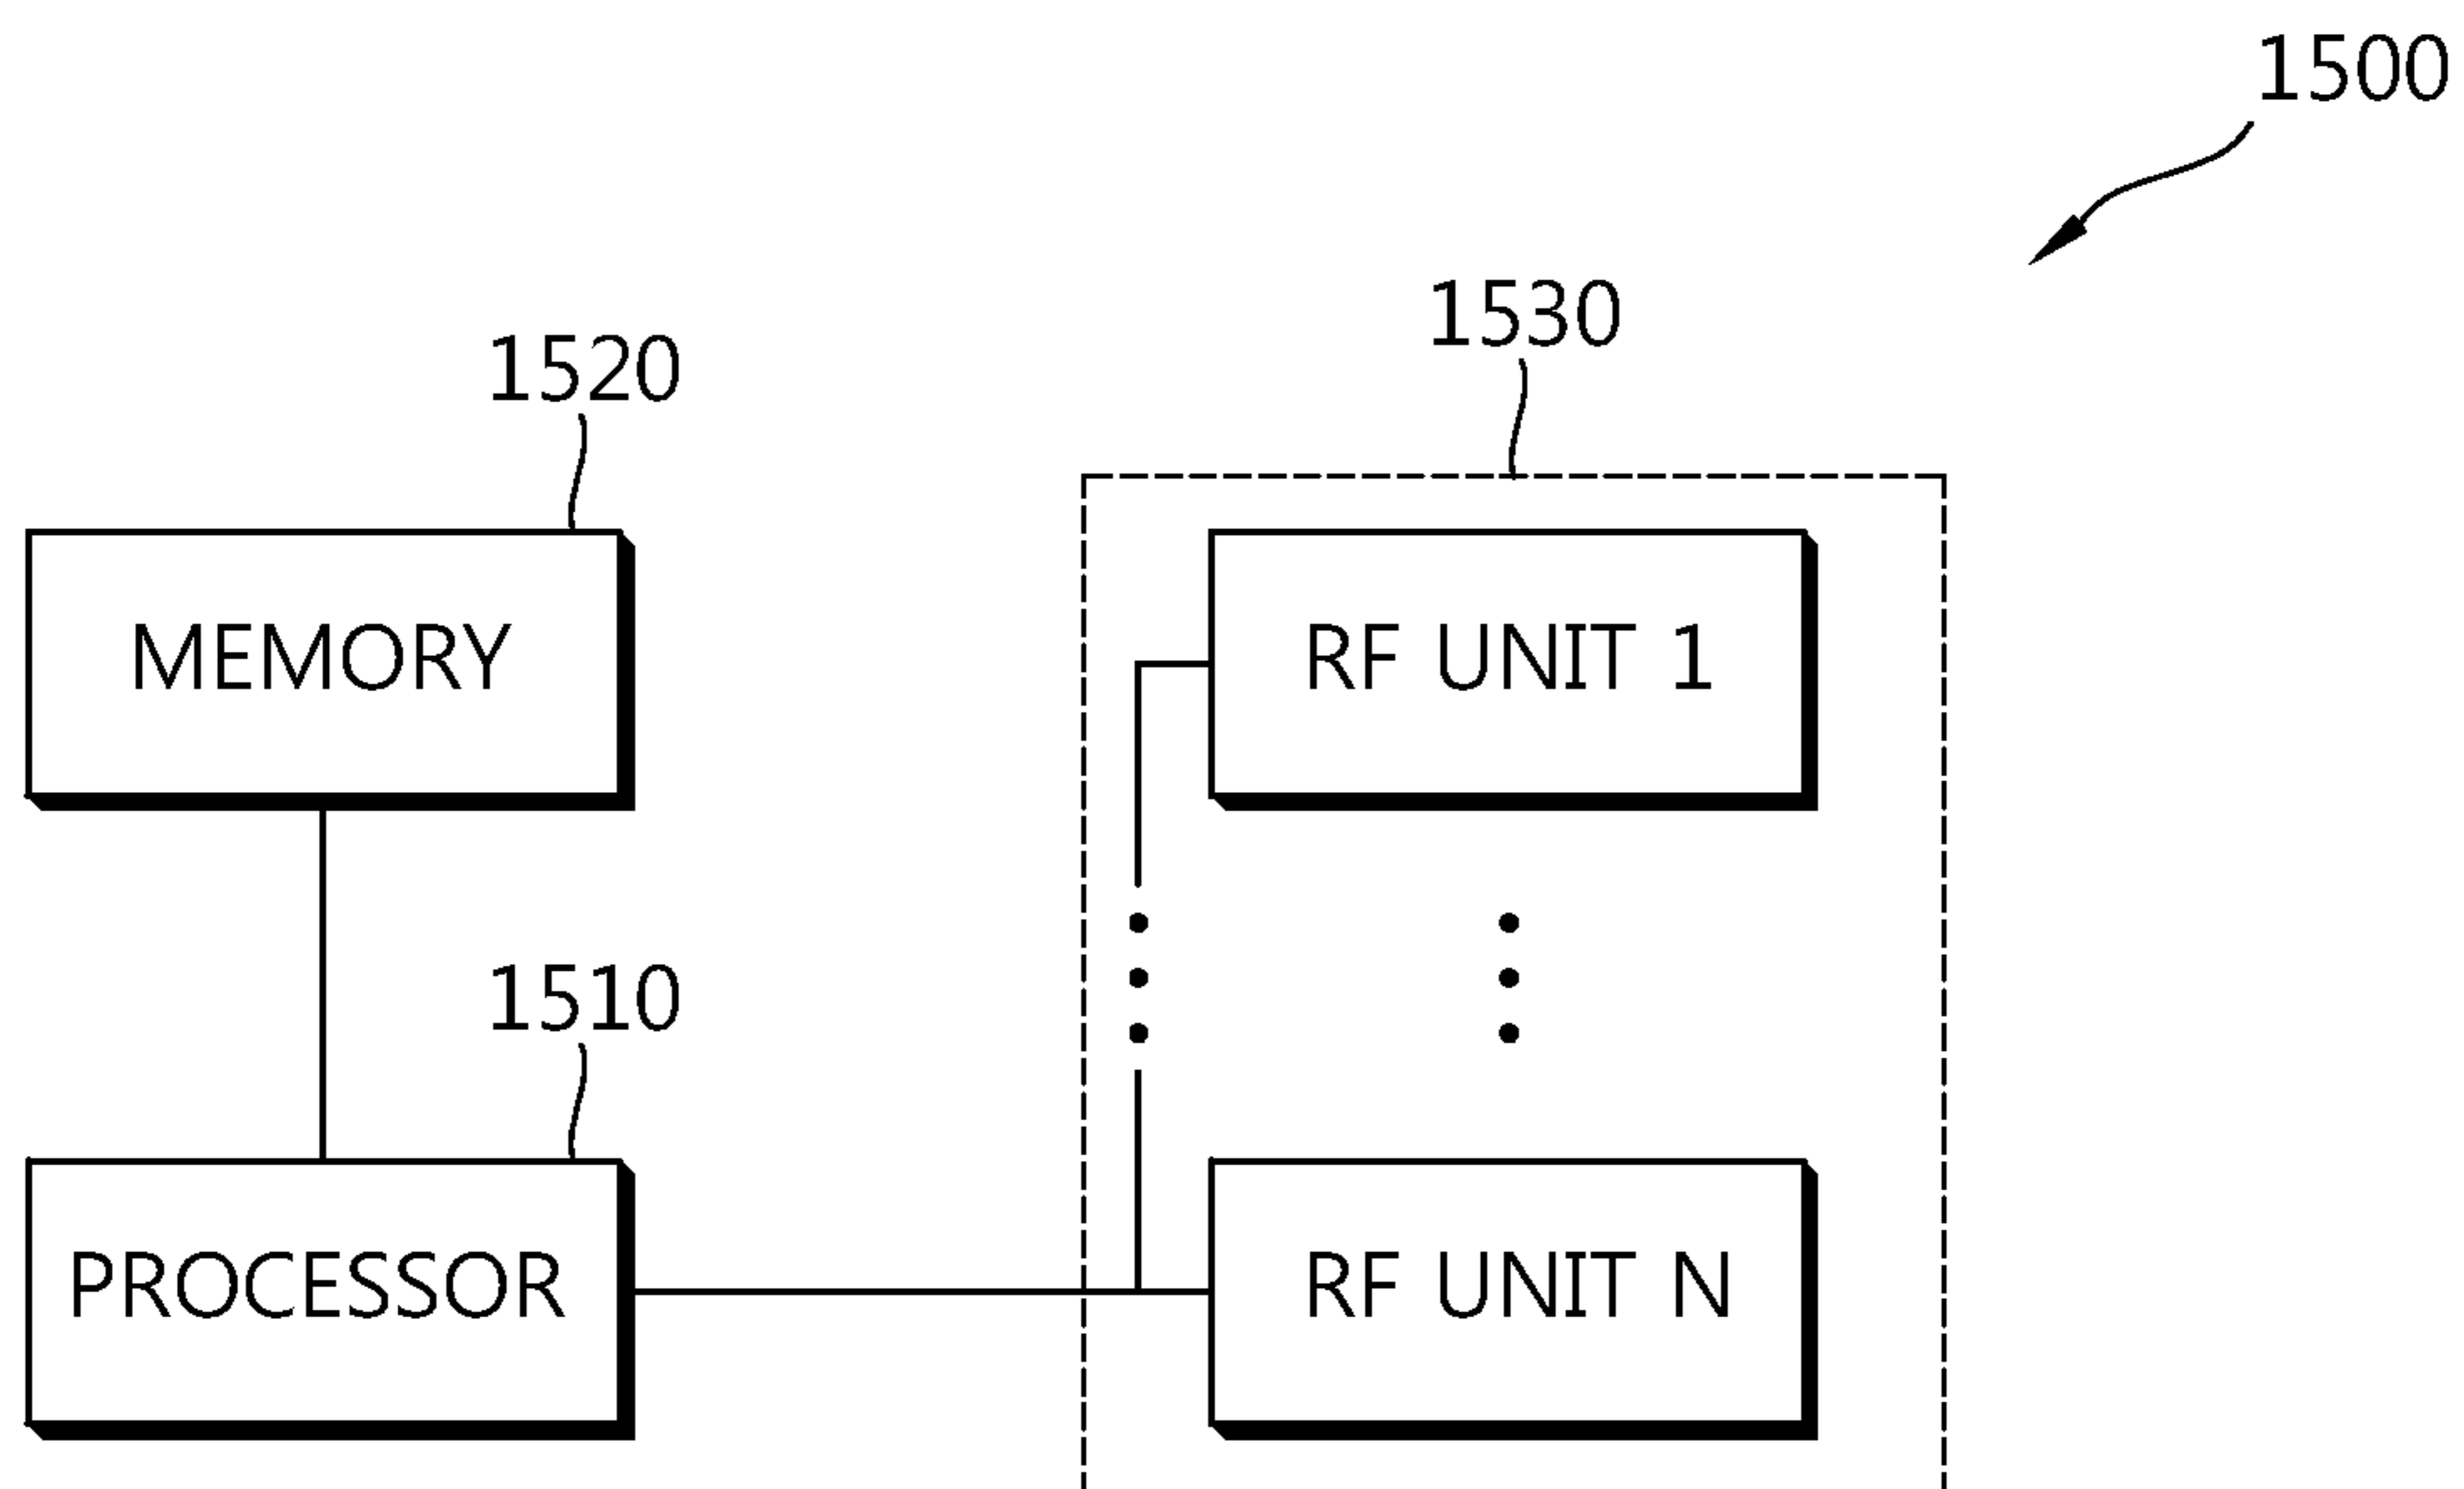 1500
1530
1520
MEMORY
RF UNIT 1
1510
PROCESSOR
RF UNIT N